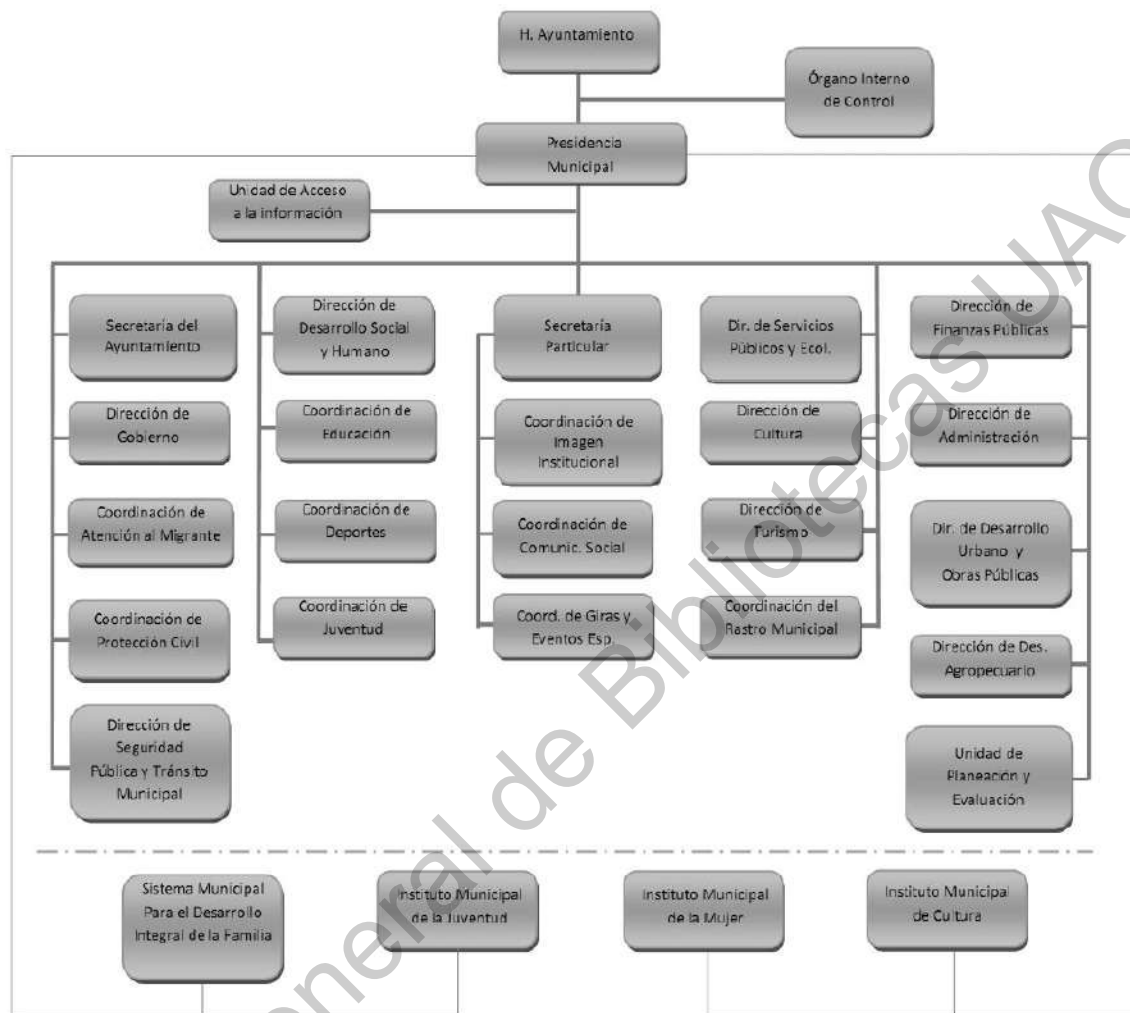 H. Ayuntamiento
Órgano Interno
de Control
Presidencia
Municipal
Unidad de Acceso
a la información
Secretaría del
Ayuntamiento
Dirección de
Gobierno
Coordinación de
Atención al Migrante
Coordinación de
Protección Civil
Dirección de
Seguridad
Pública y Tránsito
Municipal
Dirección de
Desarrollo Social
y Humano
Coordinación de
Educación
Coordinación de
Deportes
Coordinación de
Juventud
Secretaría
Particular
Coordinación de
Imagen
Institucional
Coordinación de
Comunic. Social
Coord. de Giras y
Eventos Esp.
Dir. de Servicios
Públicos y Ecol.
Dirección de
Cultura
Dirección de
Turismo
Coordinación del
Rastro Municipal
Dirección de
Finanzas Públicas
Dirección de
Administración
Dir. de Desarrollo
Urbano y
Obras Públicas
Dirección de Des.
Agropecuario
Unidad de
Planeación y
Evaluación
Sistema Municipal
Para el Desarrollo
Integral de la Familia
Instituto Municipal
de la Juventud
Instituto Municipal
de la Mujer
Instituto Municipal
de Cultura
de Bibliotecas